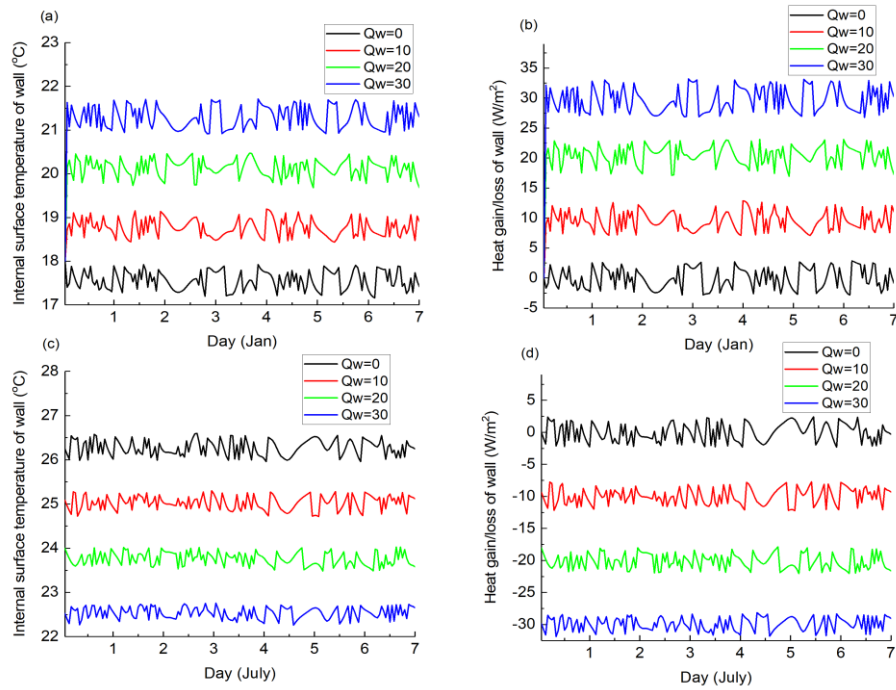 (a)
Qw=0
Qw=10
Qw=20
Qw=30
Internal surface temperature of wall (°C)
23
22
21
20
19
18
17
1 2 3 4 5 6 7
Day (Jan)
(b)
Qw=0
Qw=10
Qw=20
Qw=30
Heat gain/loss of wall (W/m²)
35
30
25
20
15
10
5
0
-5
1 2 3 4 5 6 7
Day (Jan)
(c)
Qw=0
Qw=10
Qw=20
Qw=30
Internal surface temperature of wall (°C)
28
27
26
25
24
23
22
1 2 3 4 5 6 7
Day (July)
(d)
Qw=0
Qw=10
Qw=20
Qw=30
Heat gain/loss of wall (W/m²)
5
0
-5
-10
-15
-20
-25
-30
1 2 3 4 5 6 7
Day (July)